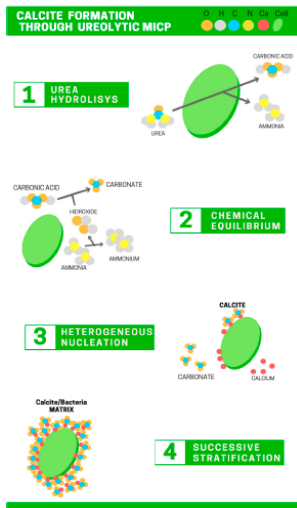 CALCITE FORMATION
THROUGH UREOLYTIC MICP
O H C N Ca Cell
1 UREA
HYDROLISYS
CARBONIC ACID
UREA
AMMONIA
CARBONIC ACID
CARBONATE
HIDROXIDE
AMMONIUM
AMMONIA
2 CHEMICAL
EQUILIBRIUM
CALCITE
3 HETEROGENEOUS
NUCLEATION
CARBONATE
CALCIUM
Calcite/Bacteria
MATRIX
4 SUCCESSIVE
STRATIFICATION